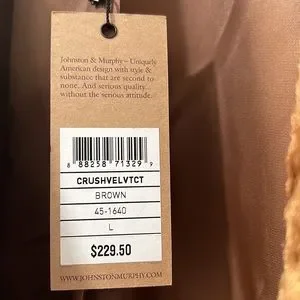 Johnston & Murphy – Uniquely
American design with style &
substance that are second to
none. And serious quality
without the serious attitude.
8 88258 71329 9
CRUSHVELVTCT
BROWN
45-1640
L
$229.50
WWW.JOHNSTONMURPHY.COM